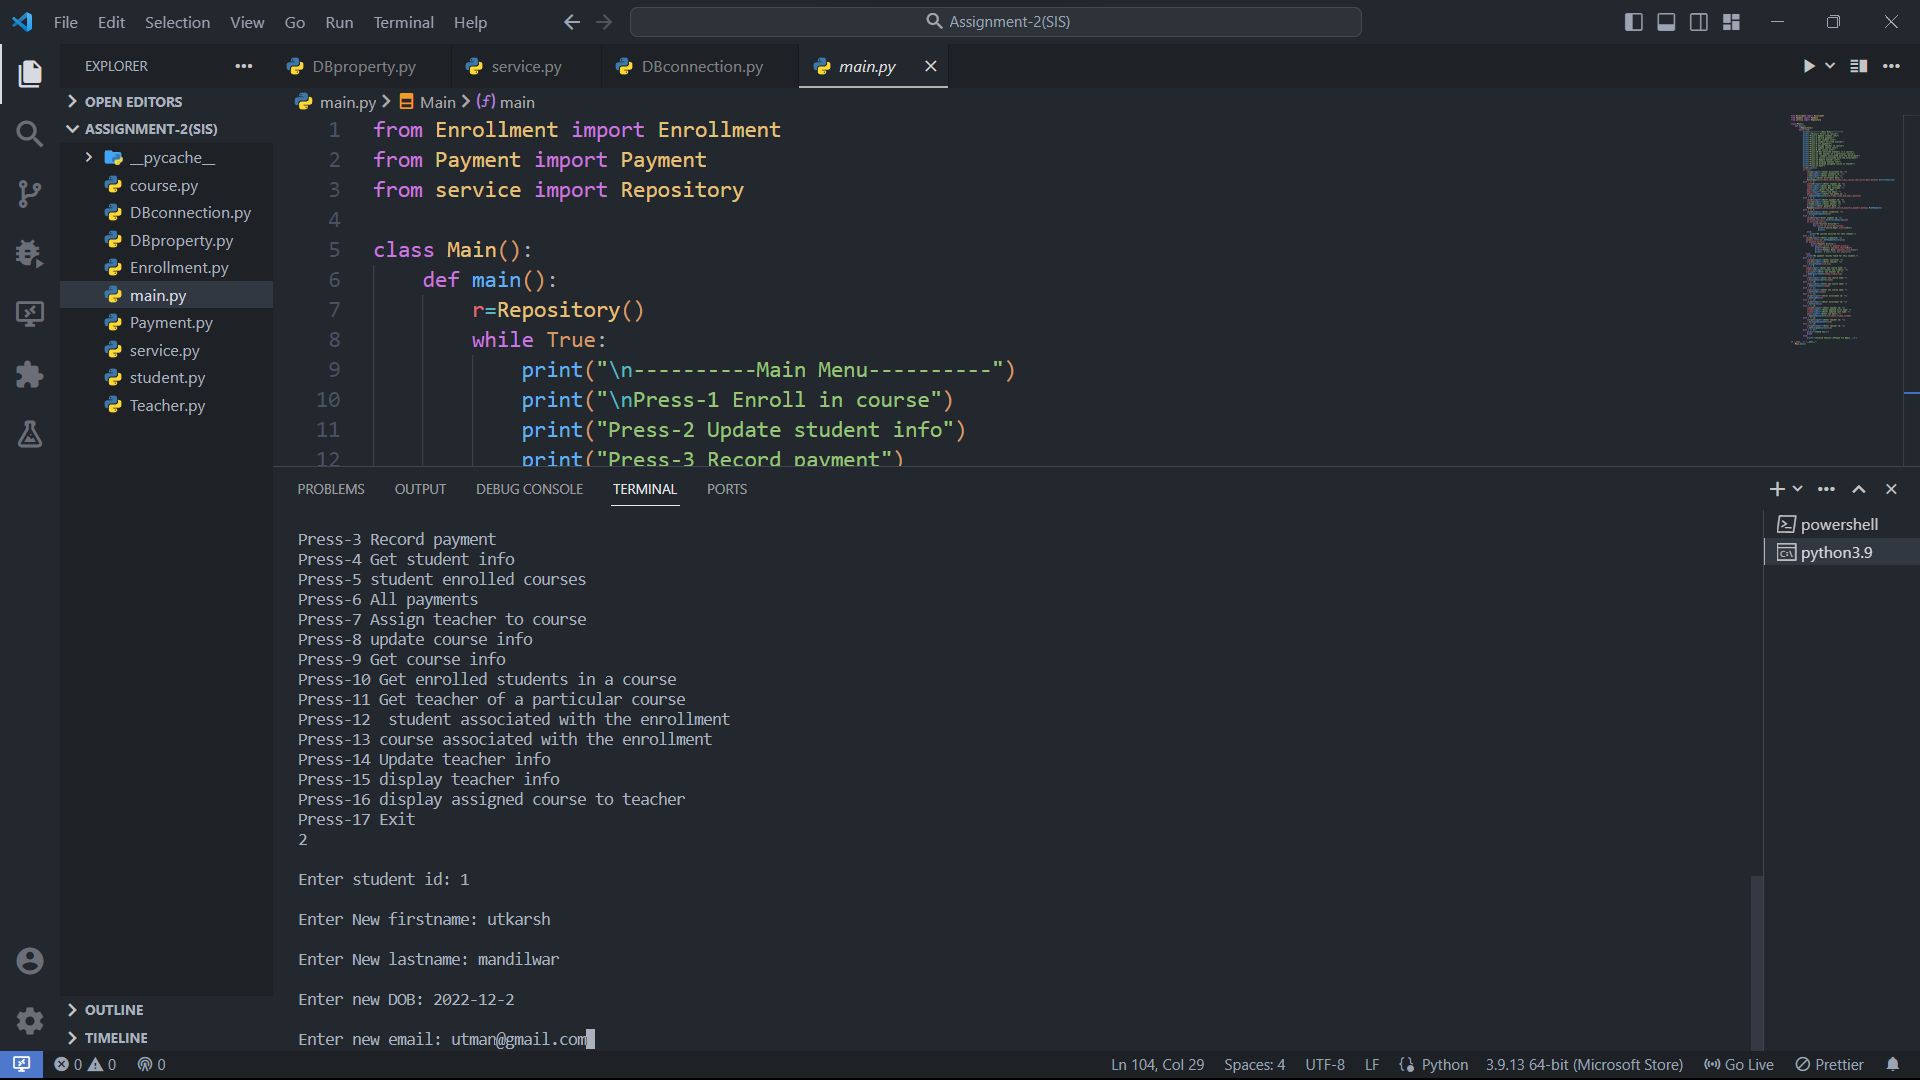 File Edit Selection View Go Run Terminal Help
Assignment-2(SIS)
EXPLORER
OPEN EDITORS
ASSIGNMENT-2(SIS)
__pycache__
course.py
DBconnection.py
DBproperty.py
Enrollment.py
main.py
Payment.py
service.py
student.py
Teacher.py
OUTLINE
TIMELINE
DBproperty.py service.py DBconnection.py main.py
main.py > Main > main
1 from Enrollment import Enrollment
2 from Payment import Payment
3 from service import Repository
4
5 class Main():
6 def main():
7 r=Repository()
8 while True:
9 print("\n----------Main Menu----------")
10 print("\nPress-1 Enroll in course")
11 print("Press-2 Update student info")
12 print("Press-3 Record payment")
PROBLEMS OUTPUT DEBUG CONSOLE TERMINAL PORTS
powershell
python3.9
Press-3 Record payment
Press-4 Get student info
Press-5 student enrolled courses
Press-6 All payments
Press-7 Assign teacher to course
Press-8 update course info
Press-9 Get course info
Press-10 Get enrolled students in a course
Press-11 Get teacher of a particular course
Press-12  student associated with the enrollment
Press-13 course associated with the enrollment
Press-14 Update teacher info
Press-15 display teacher info
Press-16 display assigned course to teacher
Press-17 Exit
2
Enter student id: 1
Enter New firstname: utkarsh
Enter New lastname: mandilwar
Enter new DOB: 2022-12-2
Enter new email: utman@gmail.com
0 0 0 Ln 104, Col 29 Spaces: 4 UTF-8 LF Python 3.9.13 64-bit (Microsoft Store) Go Live Prettier